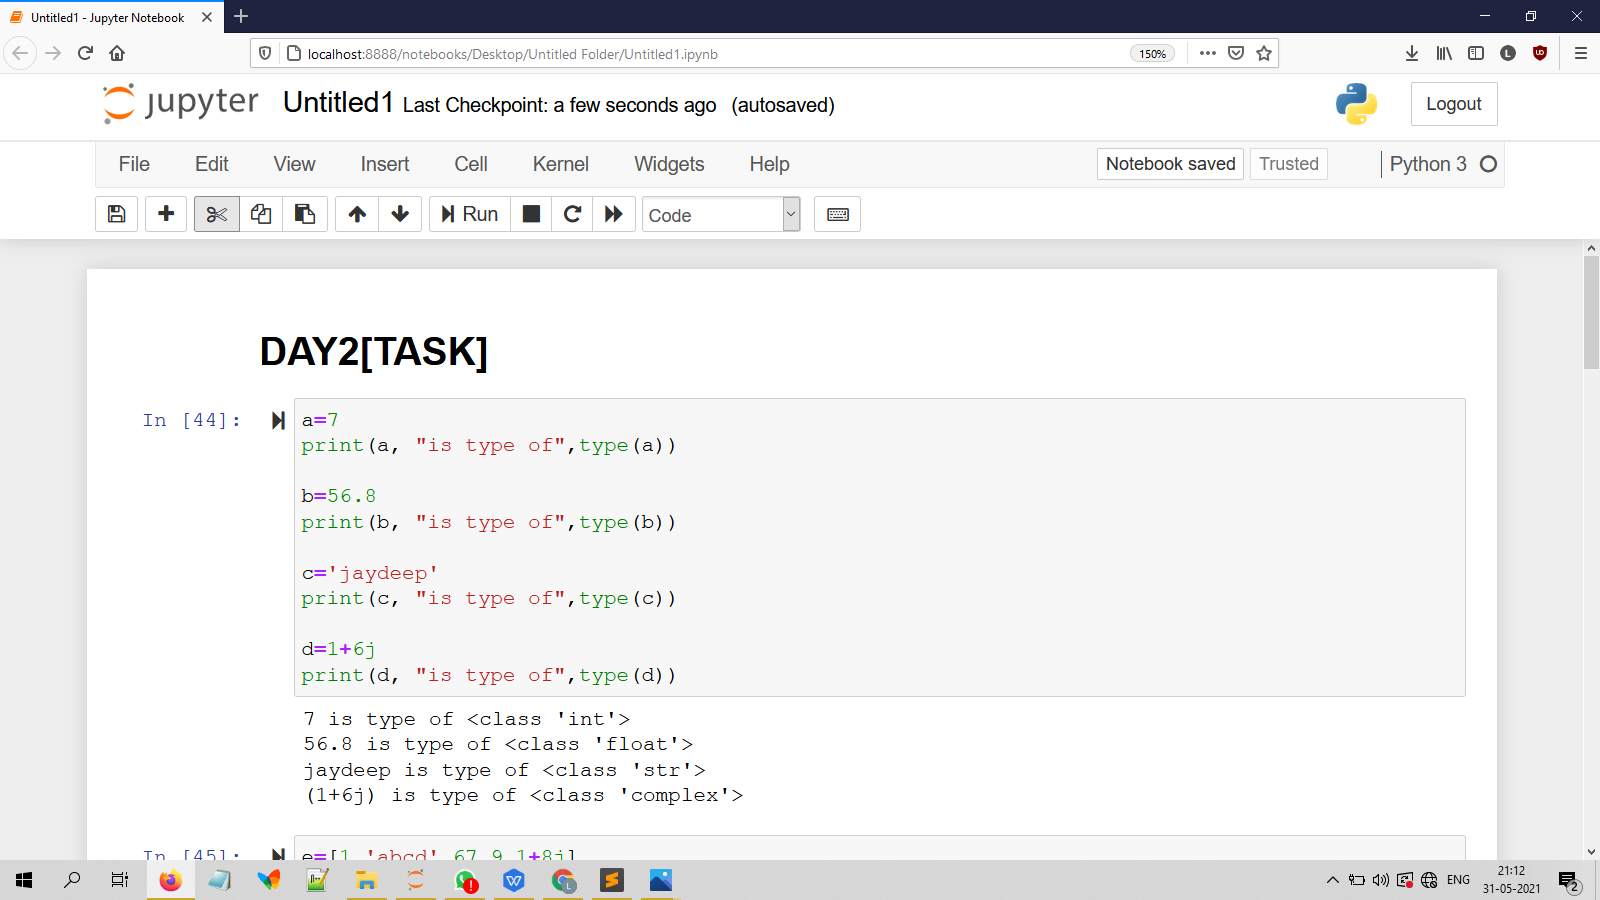 Untitled1 - Jupyter Notebook
localhost:8888/notebooks/Desktop/Untitled Folder/Untitled1.ipynb
150%
jupyter Untitled1 Last Checkpoint: a few seconds ago (autosaved)
Logout
File Edit View Insert Cell Kernel Widgets Help
Notebook saved Trusted Python 3
Run Code
DAY2[TASK]
In [44]:
a=7
print(a, "is type of",type(a))
b=56.8
print(b, "is type of",type(b))
c='jaydeep'
print(c, "is type of",type(c))
d=1+6j
print(d, "is type of",type(d))
7 is type of <class 'int'>
56.8 is type of <class 'float'>
jaydeep is type of <class 'str'>
(1+6j) is type of <class 'complex'>
In [45]: e=[1,'abcd',67.9,1+8j]
ENG
21:12
31-05-2021
2